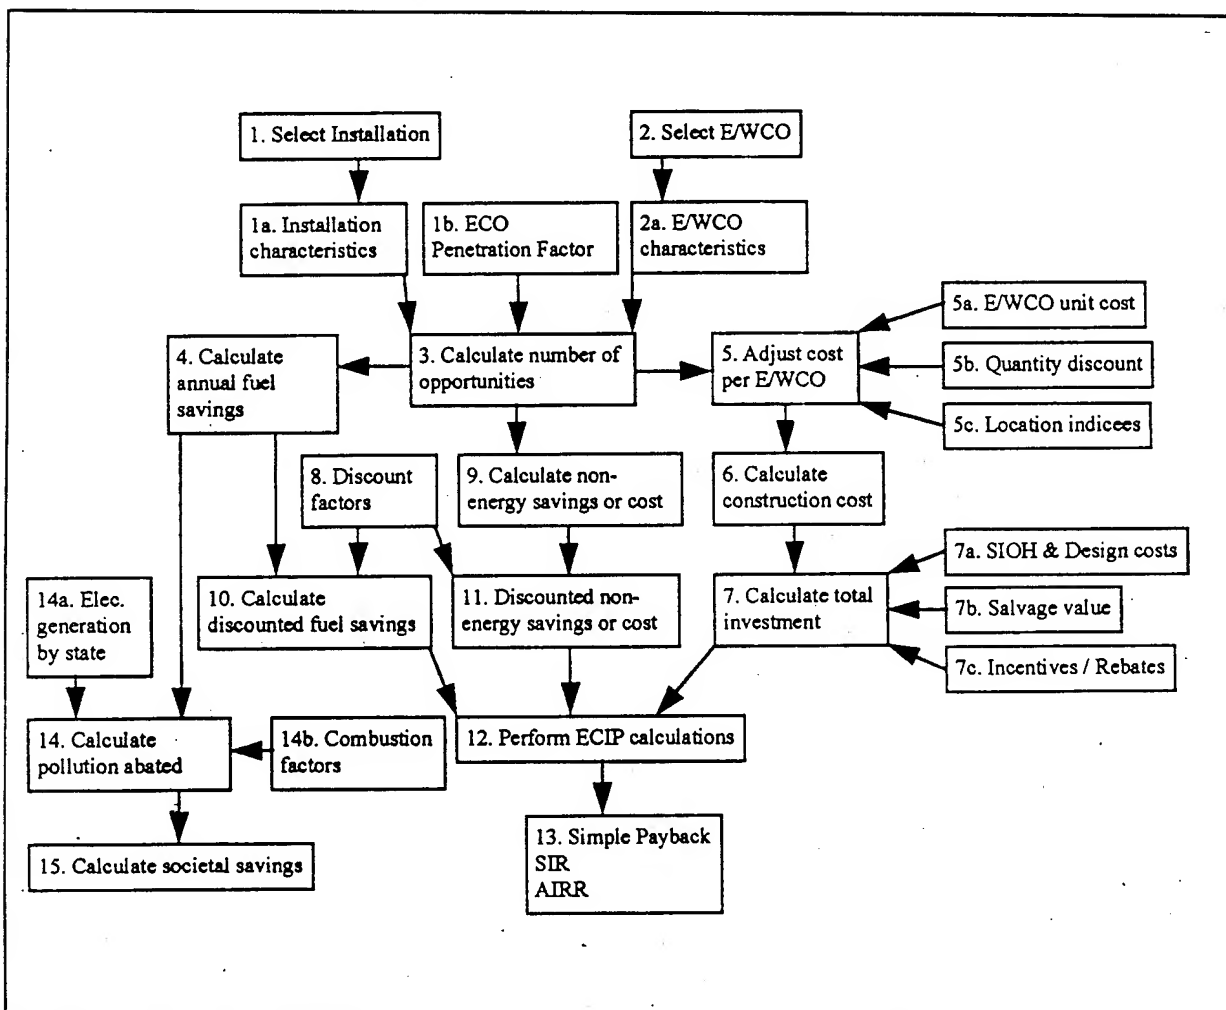 1. Select Installation
2. Select E/WCO
1a. Installation
characteristics
1b. ECO
Penetration Factor
2a. E/WCO
characteristics
5a. E/WCO unit cost
4. Calculate
annual fuel
savings
3. Calculate number of
opportunities
5. Adjust cost
per E/WCO
5b. Quantity discount
5c. Location indicees
8. Discount
factors
9. Calculate non-
energy savings or cost
6. Calculate
construction cost
7a. SIOH & Design costs
14a. Elec.
generation
by state
10. Calculate
discounted fuel savings
11. Discounted non-
energy savings or cost
7. Calculate total
investment
7b. Salvage value
7c. Incentives / Rebates
14. Calculate
pollution abated
14b. Combustion
factors
12. Perform ECIP calculations
15. Calculate societal savings
13. Simple Payback
SIR
AIRR